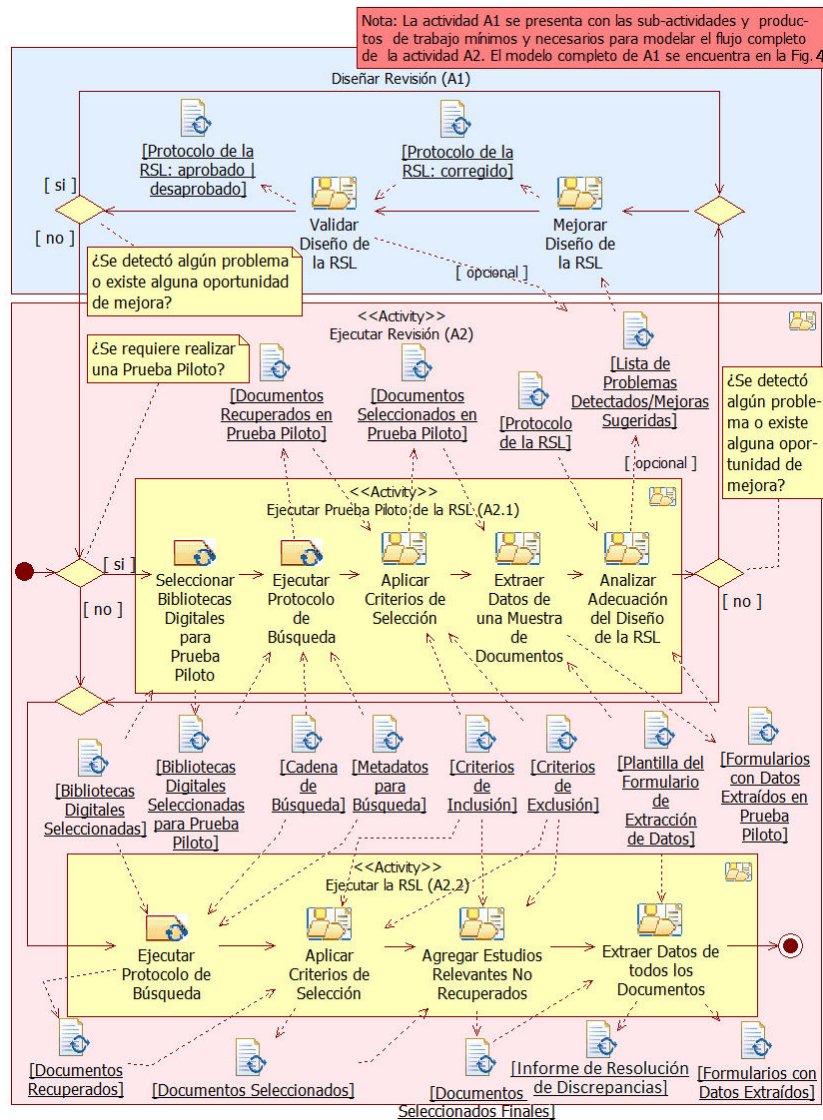 Nota: La actividad A1 se presenta con las sub-actividades y produc-
tos de trabajo mínimos y necesarios para modelar el flujo completo
de la actividad A2. El modelo completo de A1 se encuentra en la Fig. 4
Diseñar Revisión (A1)
[Protocolo de la
RSL: aprobado |
desaprobado]
[Protocolo de la
RSL: corregido]
[ si ]
[ no ]
Validar
Diseño de
la RSL
Mejorar
Diseño de
la RSL
[ opcional ]
¿Se detectó algún problema
o existe alguna oportunidad
de mejora?
<<Activity>>
Ejecutar Revisión (A2)
¿Se requiere realizar
una Prueba Piloto?
[Documentos
Recuperados en
Prueba Piloto]
[Documentos
Seleccionados en
Prueba Piloto]
[Protocolo
de la RSL]
[Lista de
Problemas
Detectados/Mejoras
Sugeridas]
[ opcional ]
¿Se detectó
algún proble-
ma o existe
alguna opor-
tunidad de
mejora?
<<Activity>>
Ejecutar Prueba Piloto de la RSL (A2.1)
[ si ]
[ no ]
Seleccionar
Bibliotecas
Digitales
para
Prueba
Piloto
Ejecutar
Protocolo
de
Búsqueda
Aplicar
Criterios de
Selección
Extraer
Datos de
una Muestra
de
Documentos
Analizar
Adecuación
del Diseño
de la RSL
[ no ]
[Bibliotecas
Digitales
Seleccionadas]
[Bibliotecas
Digitales
Seleccionadas
para Prueba
Piloto]
[Cadena
de
Búsqueda]
[Metadatos
para
Búsqueda]
[Criterios
de
Inclusión]
[Criterios
de
Exclusión]
[Plantilla del
Formulario
de
Extracción
de Datos]
[Formularios
con Datos
Extraídos en
Prueba
Piloto]
<<Activity>>
Ejecutar la RSL (A2.2)
Ejecutar
Protocolo de
Búsqueda
Aplicar
Criterios de
Selección
Agregar Estudios
Relevantes No
Recuperados
Extraer Datos de
todos los
Documentos
[Documentos
Recuperados]
[Documentos Seleccionados]
[Documentos
Seleccionados Finales]
[Informe de Resolución
de Discrepancias]
[Formularios con
Datos Extraídos]